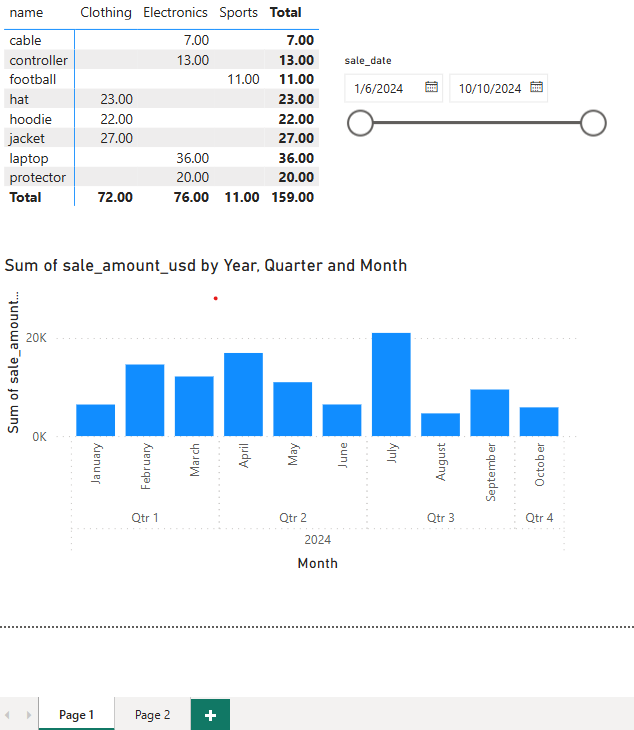 name Clothing Electronics Sports Total
cable 7.00 7.00
controller 13.00 13.00
football 11.00 11.00
hat 23.00 23.00
hoodie 22.00 22.00
jacket 27.00 27.00
laptop 36.00 36.00
protector 20.00 20.00
Total 72.00 76.00 11.00 159.00
sale_date
1/6/2024 10/10/2024
Sum of sale_amount_usd by Year, Quarter and Month
Sum of sale_amount...
20K
0K
January February March April May June July August September October
Qtr 1 Qtr 2 Qtr 3 Qtr 4
2024
Month
Page 1 Page 2 +